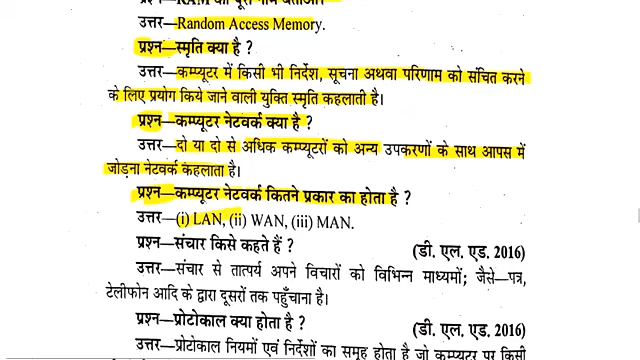 प्रश्न—RAM का पूरा नाम बताओ।
उत्तर—Random Access Memory.
प्रश्न—स्मृति क्या है ?
उत्तर—कम्प्यूटर में किसी भी निर्देश, सूचना अथवा परिणाम को संचित करने
के लिए प्रयोग किये जाने वाली युक्ति स्मृति कहलाती है।
प्रश्न—कम्प्यूटर नेटवर्क क्या है ?
उत्तर—दो या दो से अधिक कम्प्यूटरों को अन्य उपकरणों के साथ आपस में
जोड़ना नेटवर्क कहलाता है।
प्रश्न—कम्प्यूटर नेटवर्क कितने प्रकार का होता है ?
उत्तर—(i) LAN, (ii) WAN, (iii) MAN.
प्रश्न—संचार किसे कहते हैं ? (डी. एल. एड. 2016)
उत्तर—संचार से तात्पर्य अपने विचारों को विभिन्न माध्यमों; जैसे—पत्र,
टेलीफोन आदि के द्वारा दूसरों तक पहुँचाना है।
प्रश्न—प्रोटोकाल क्या होता है ? (डी. एल. एड. 2016)
उत्तर—प्रोटोकाल नियमों एवं निर्देशों का समूह होता है जो कम्प्यूटर पर किसी